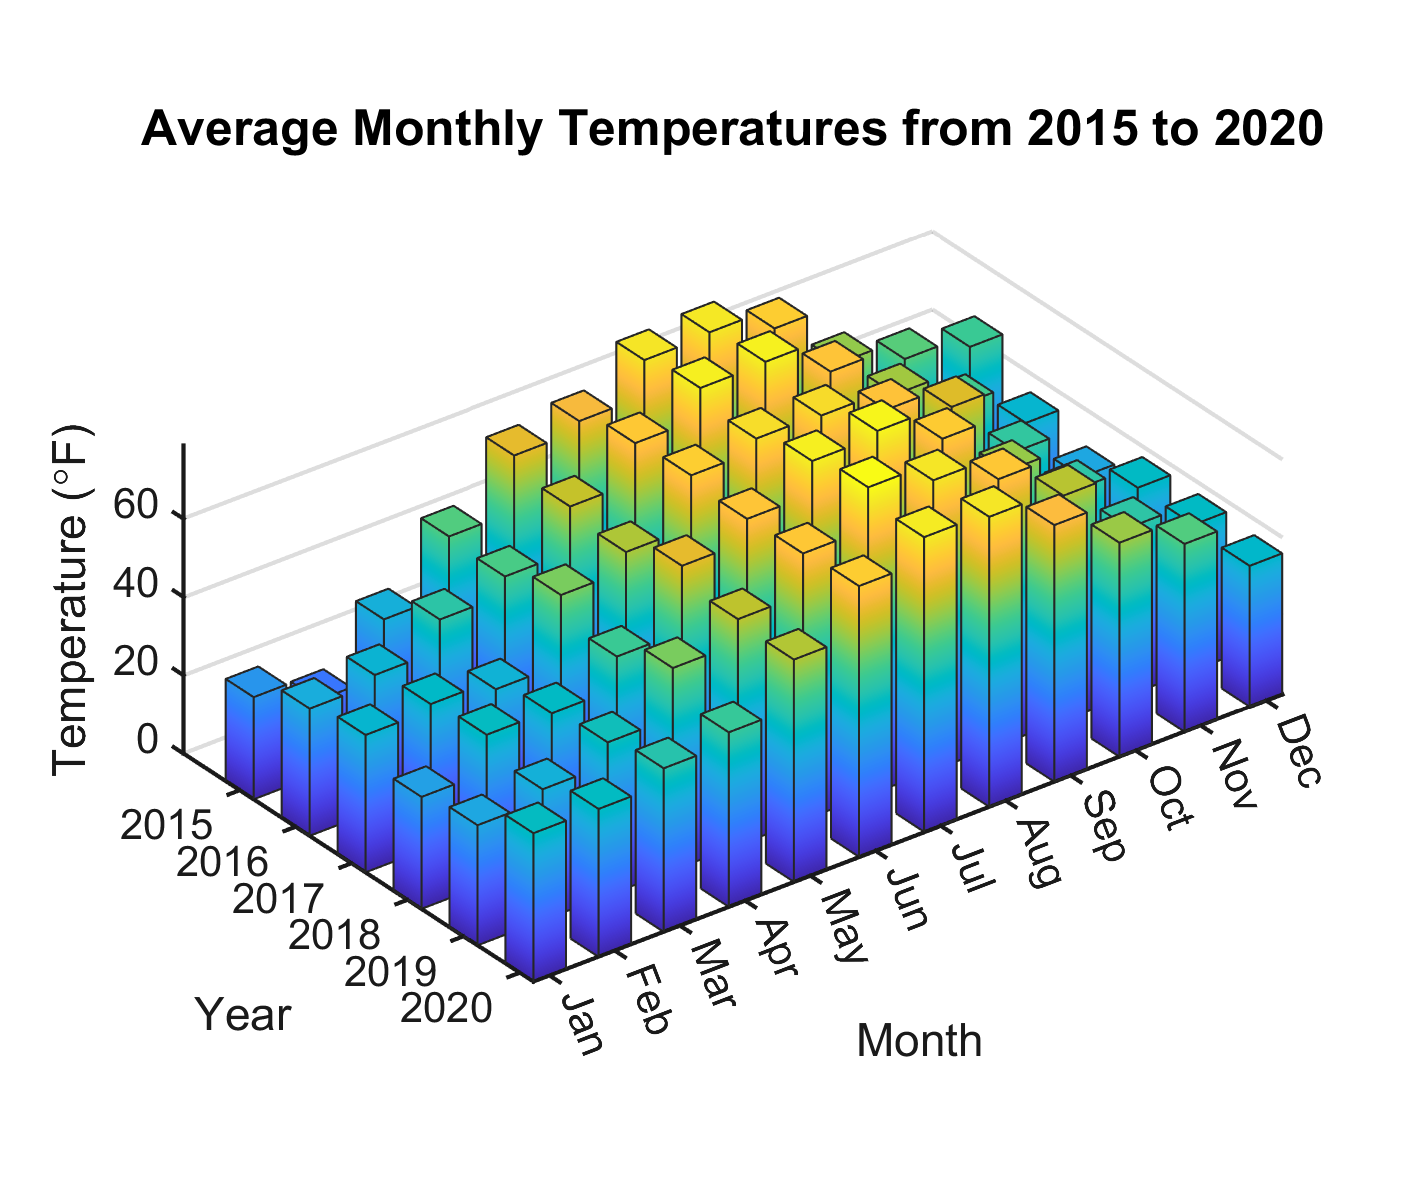 Average Monthly Temperatures from 2015 to 2020
Temperature (°F)
60
40
20
0
2015
2016
2017
2018
2019
2020
Year
Jan
Feb
Mar
Apr
May
Jun
Jul
Aug
Sep
Oct
Nov
Dec
Month